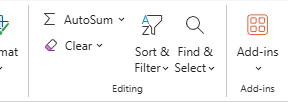 AutoSum
Clear
mat
Sort &
Filter
Find &
Select
Add-ins
Editing
Add-ins